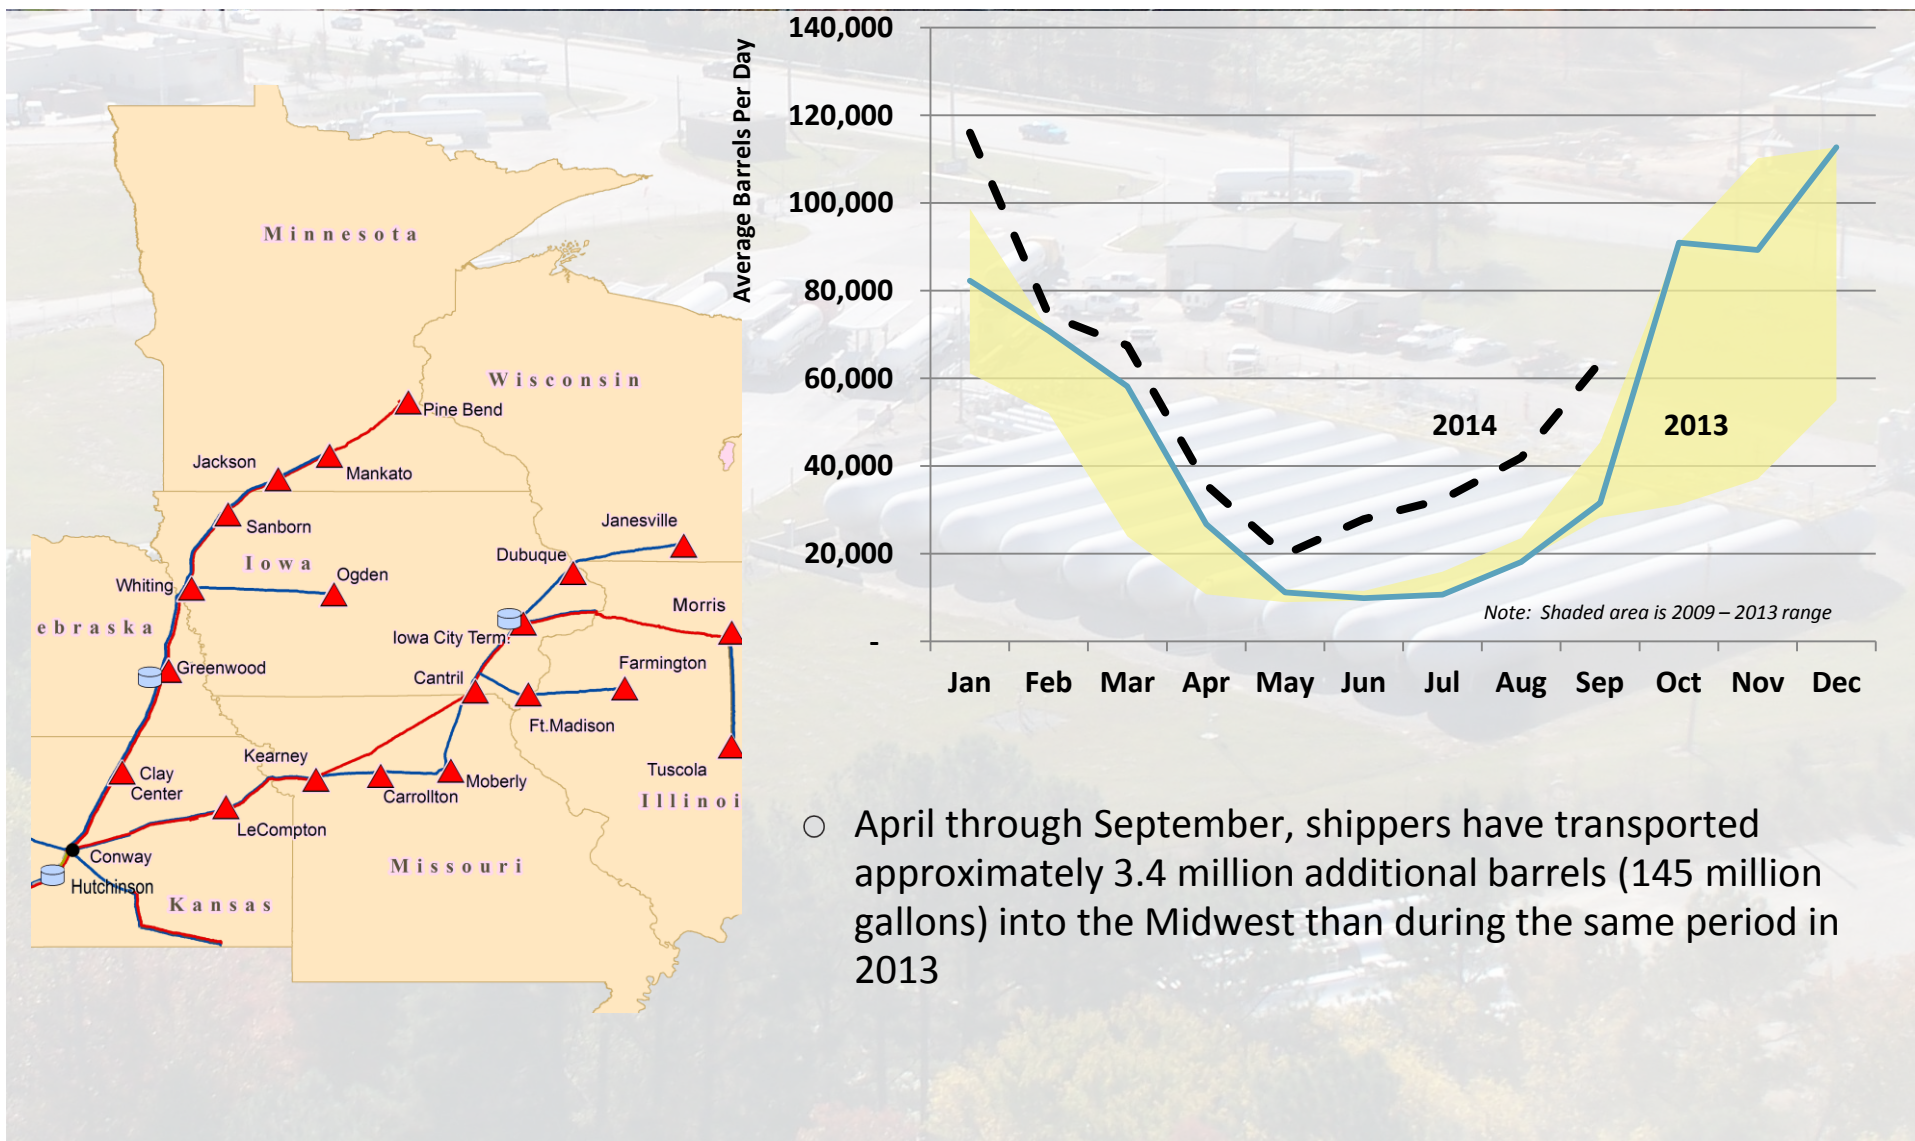 Minnesota
Wisconsin
Pine Bend
Jackson
Mankato
Sanborn
Janesville
Dubuque
Iowa
Ogden
Whiting
Morris
ebraska
Iowa City Term.
Farmington
Greenwood
Cantril
Ft.Madison
Kearney
Clay
Center
Moberly
Tuscola
Carrollton
Illinoi
LeCompton
Conway
Missouri
Hutchinson
Kansas
Average Barrels Per Day
140,000
120,000
100,000
80,000
60,000
40,000
20,000
-
2014
2013
Note: Shaded area is 2009 – 2013 range
Jan Feb Mar Apr May Jun Jul Aug Sep Oct Nov Dec
○ April through September, shippers have transported
approximately 3.4 million additional barrels (145 million
gallons) into the Midwest than during the same period in
2013